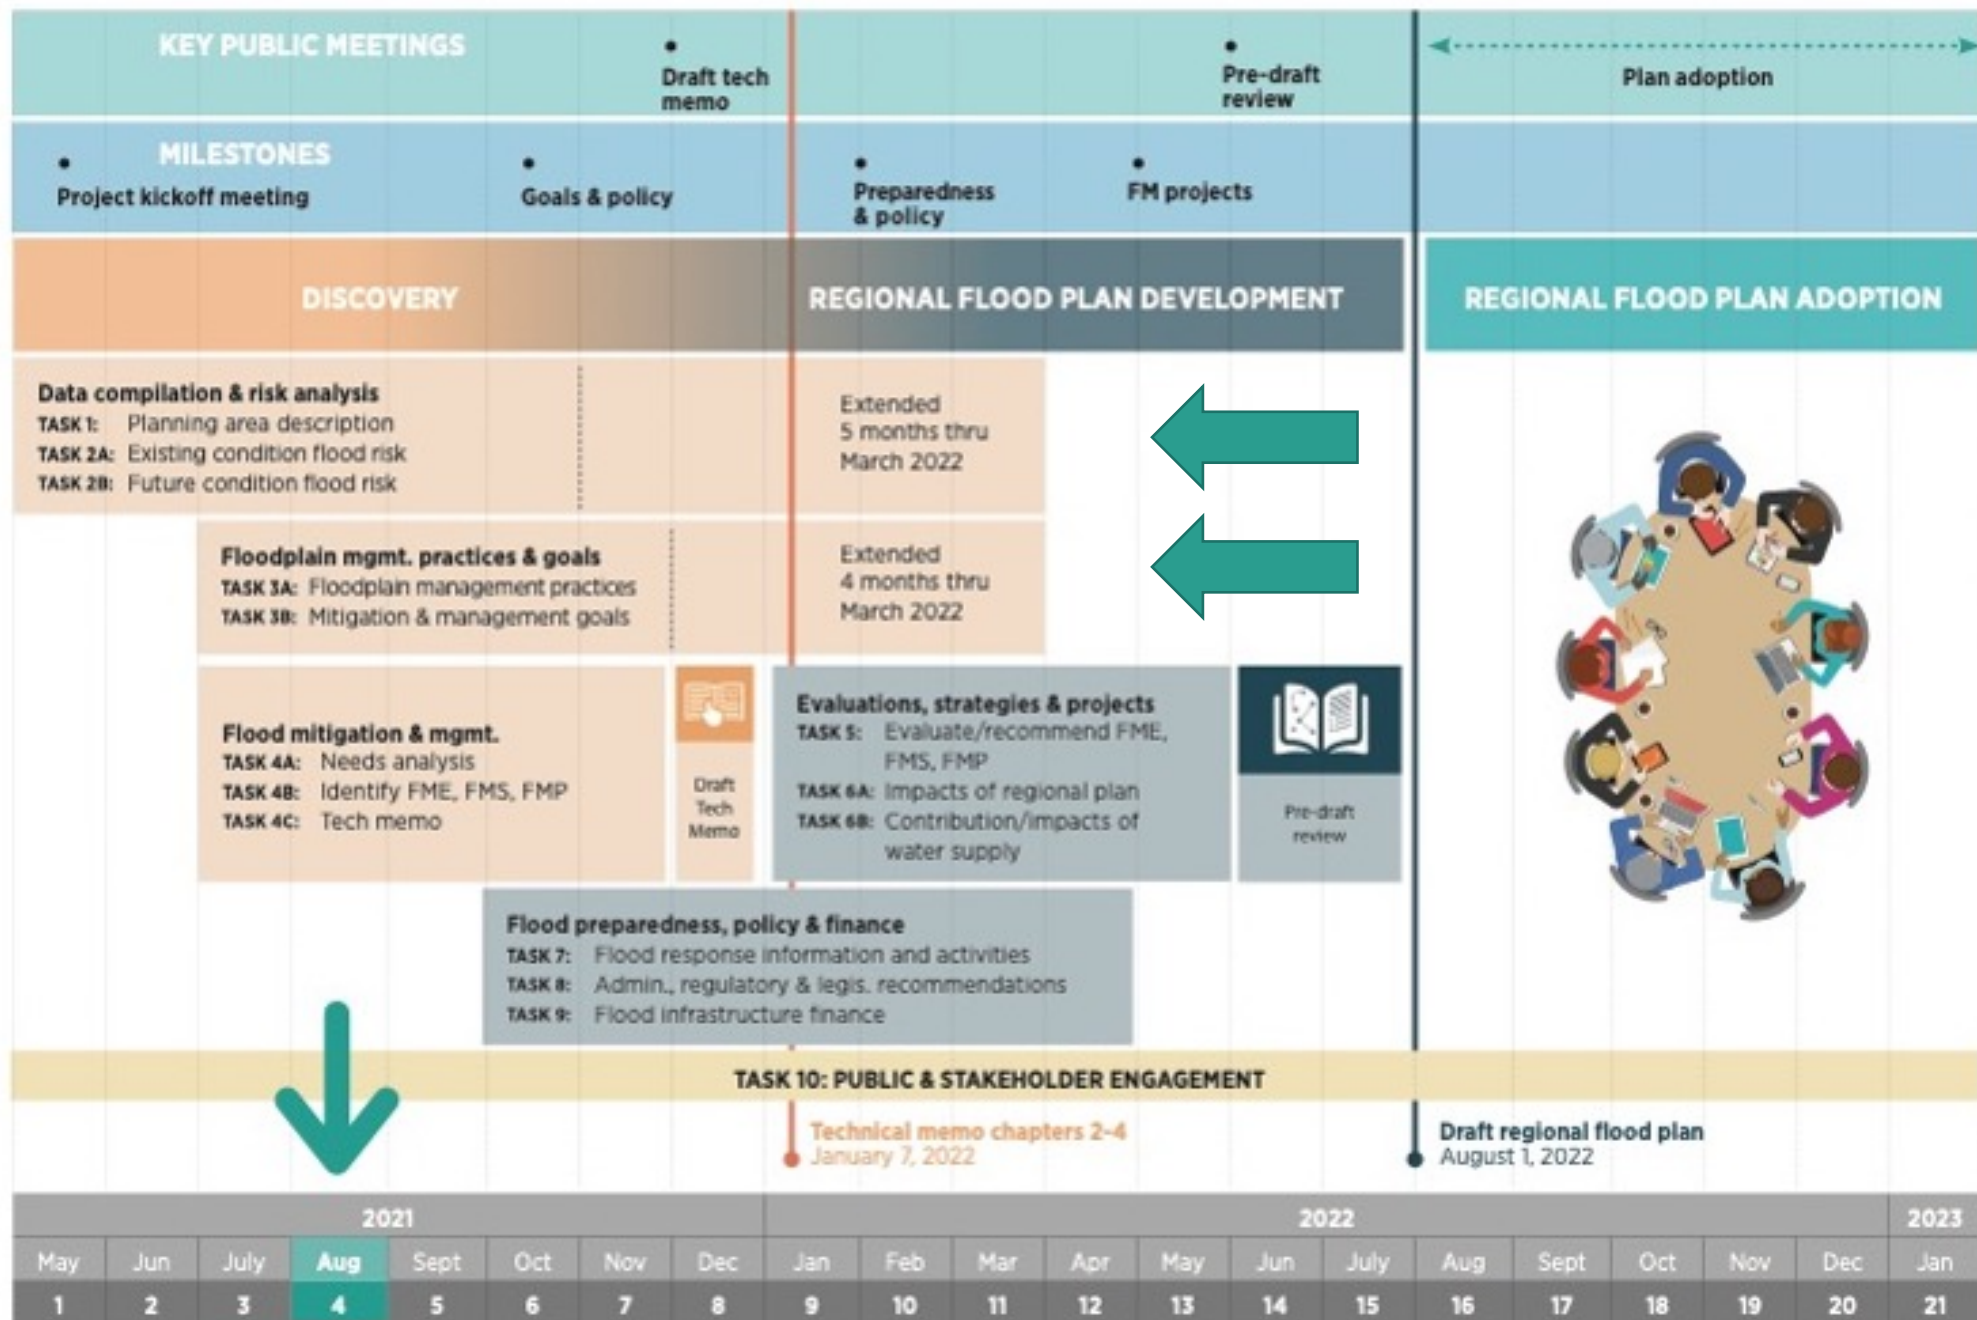 KEY PUBLIC MEETINGS
Draft tech
memo
Pre-draft
review
Plan adoption
MILESTONES
Project kickoff meeting
Goals & policy
Preparedness
& policy
FM projects
DISCOVERY
REGIONAL FLOOD PLAN DEVELOPMENT
REGIONAL FLOOD PLAN ADOPTION
Data compilation & risk analysis
TASK 1: Planning area description
TASK 2A: Existing condition flood risk
TASK 2B: Future condition flood risk
Extended
5 months thru
March 2022
Floodplain mgmt. practices & goals
TASK 3A: Floodplain management practices
TASK 3B: Mitigation & management goals
Extended
4 months thru
March 2022
Flood mitigation & mgmt.
TASK 4A: Needs analysis
TASK 4B: Identify FME, FMS, FMP
TASK 4C: Tech memo
Draft
Tech
Memo
Evaluations, strategies & projects
TASK 5: Evaluate/recommend FME,
FMS, FMP
TASK 6A: Impacts of regional plan
TASK 6B: Contribution/impacts of
water supply
Pre-draft
review
Flood preparedness, policy & finance
TASK 7: Flood response information and activities
TASK 8: Admin., regulatory & legis. recommendations
TASK 9: Flood infrastructure finance
TASK 10: PUBLIC & STAKEHOLDER ENGAGEMENT
Technical memo chapters 2-4
January 7, 2022
Draft regional flood plan
August 1, 2022
2021 2022 2023
May Jun July Aug Sept Oct Nov Dec Jan Feb Mar Apr May Jun July Aug Sept Oct Nov Dec Jan
1 2 3 4 5 6 7 8 9 10 11 12 13 14 15 16 17 18 19 20 21